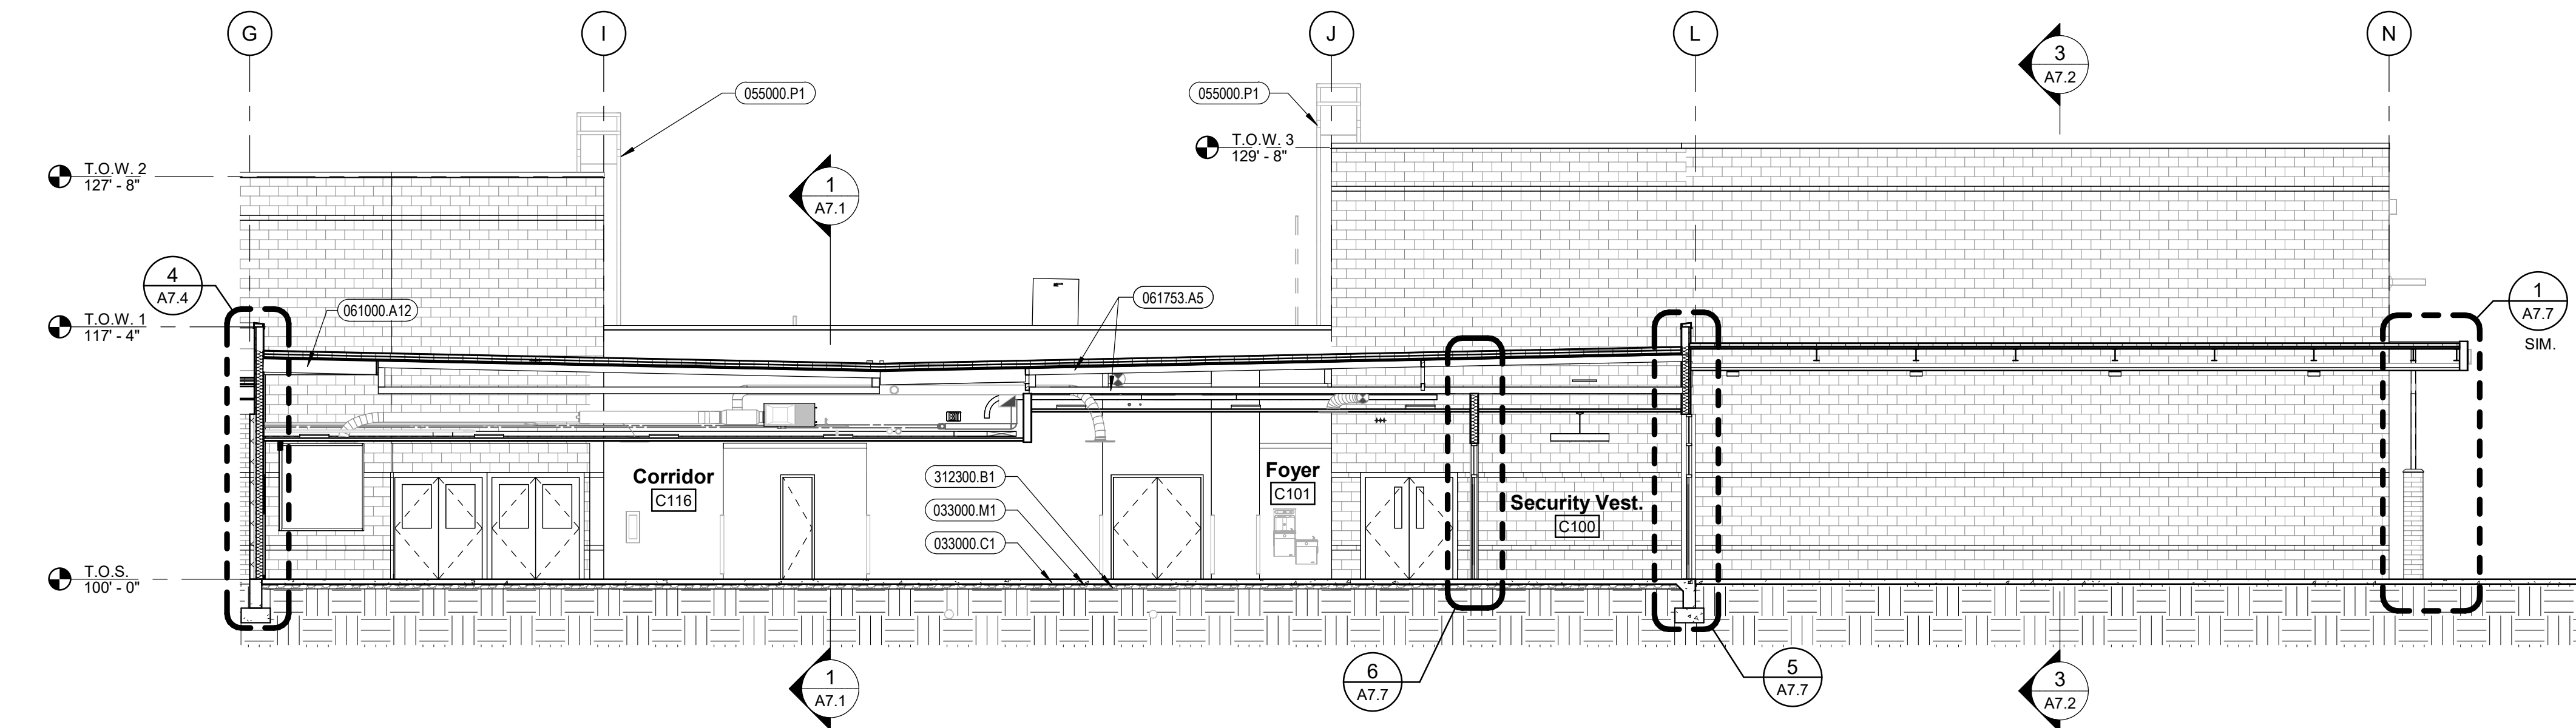 G
I
J
L
N
3
A7.2
055000.P1
055000.P1
T.O.W. 3
129' - 8"
T.O.W. 2
127' - 8"
1
A7.1
4
A7.4
061000.A12
061753.A5
1
A7.7
SIM.
T.O.W. 1
117' - 4"
Corridor
C116
312300.B1
033000.M1
033000.C1
Foyer
C101
Security Vest.
C100
T.O.S.
100' - 0"
1
A7.1
6
A7.7
5
A7.7
3
A7.2